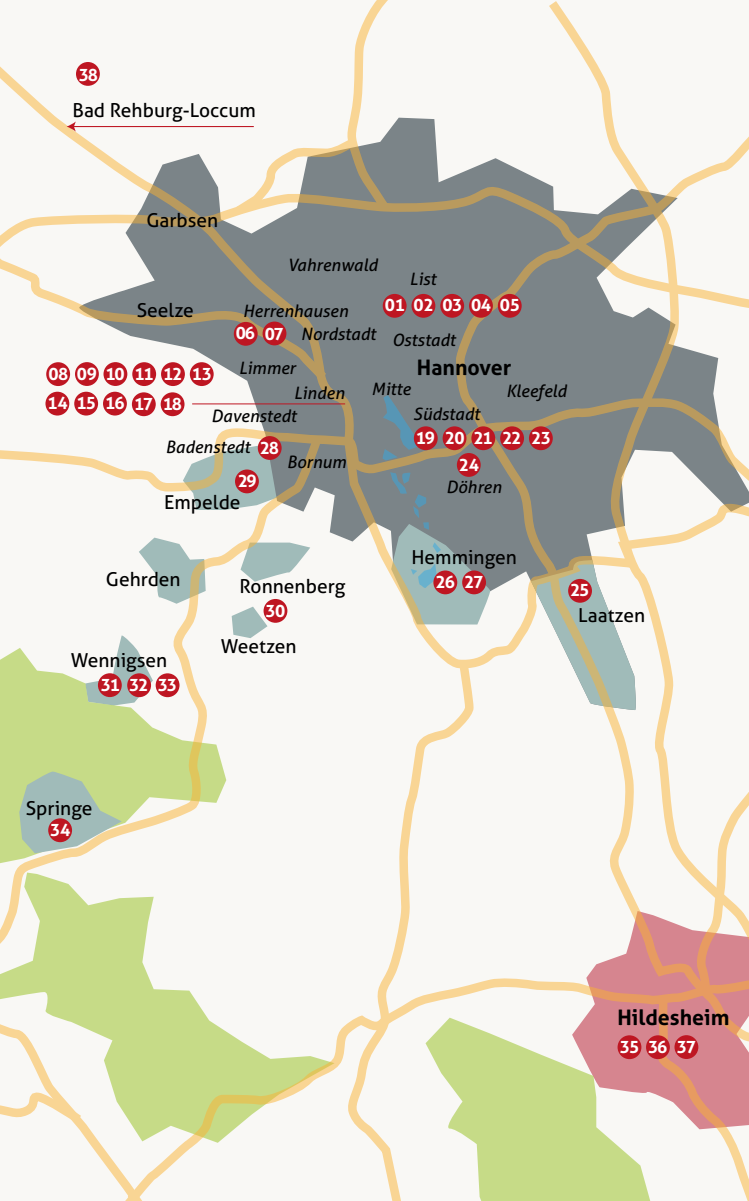 38
Bad Rehburg-Loccum
Garbsen
Vahrenwald
List
01 02 03 04 05
Seelze
Herrenhausen
06 07
Nordstadt
Oststadt
Limmer
Hannover
08 09 10 11 12 13
Linden
Mitte
Kleefeld
14 15 16 17 18
Davenstedt
Südstadt
19 20 21 22 23
Badenstedt 28
Bornum
24
Döhren
29
Empelde
Hemmingen
26 27
Gehrden
Ronnenberg
30
25
Laatzen
Weetzen
Wennigsen
31 32 33
Springe
34
Hildesheim
35 36 37